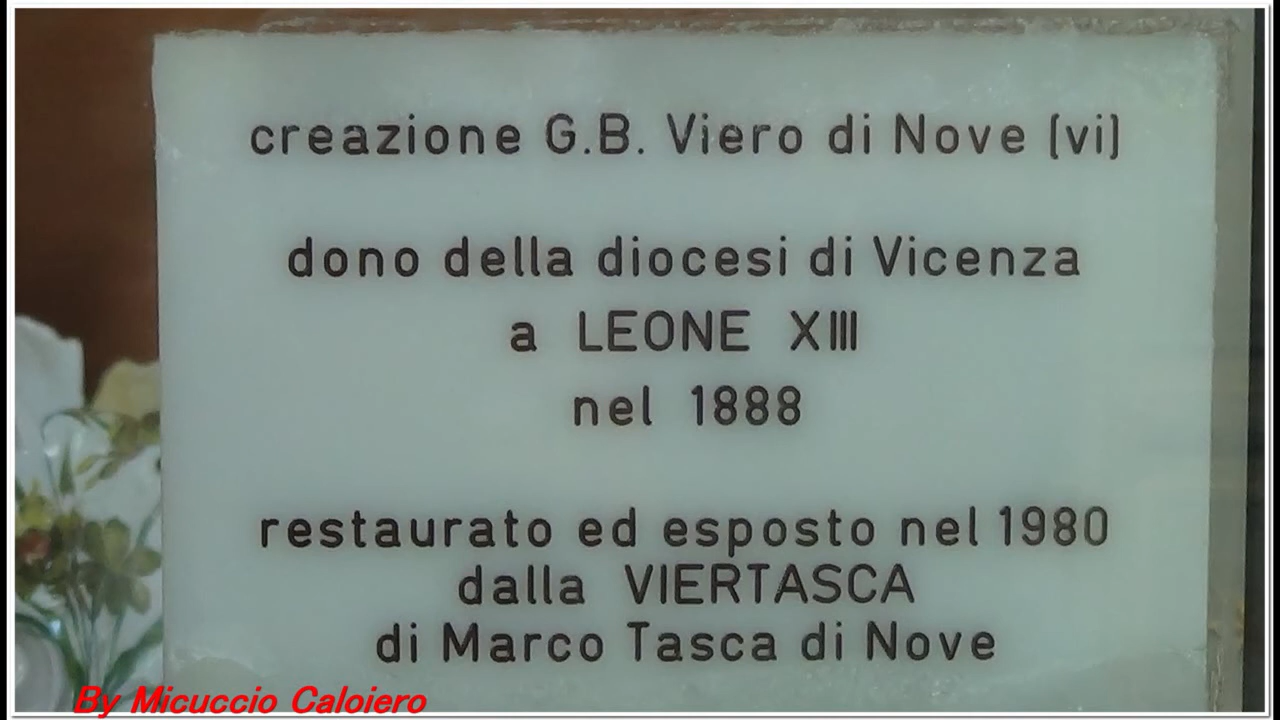 creazione G.B. Viero di Nove (vi)
dono della diocesi di Vicenza
a LEONE XIII
nel 1888
restaurato ed esposto nel 1980
dalla VIERTASCA
di Marco Tasca di Nove
By Micuccio Caloiero